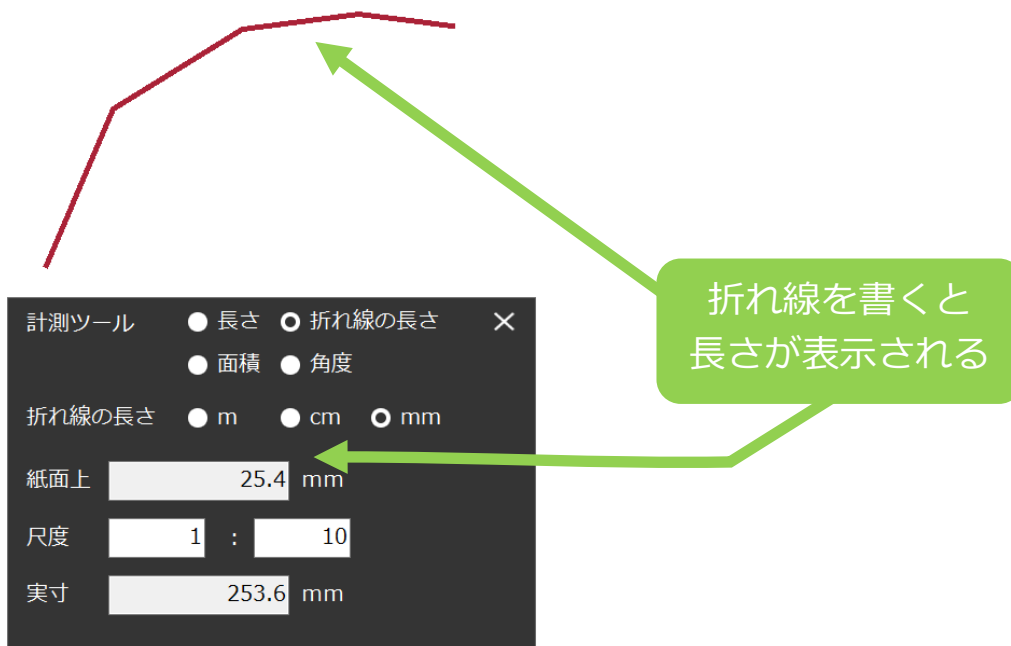 折れ線を書くと
長さが表示される
計測ツール 長さ 折れ線の長さ ×
面積 角度
折れ線の長さ m cm mm
紙面上 25.4 mm
尺度 1 : 10
実寸 253.6 mm